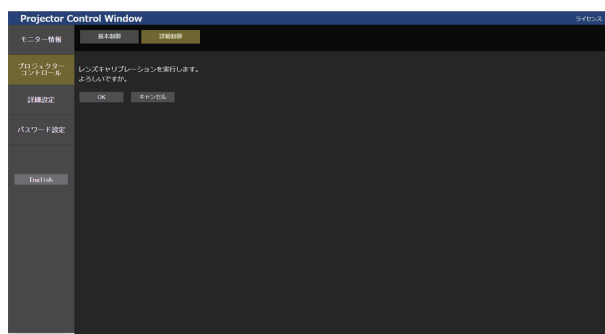 Projector Control Window
ライセンス
モニター情報
基本制御
詳細制御
プロジェクター
コントロール
レンズキャリブレーションを実行します。
よろしいですか。
OK
キャンセル
詳細設定
パスワード設定
English